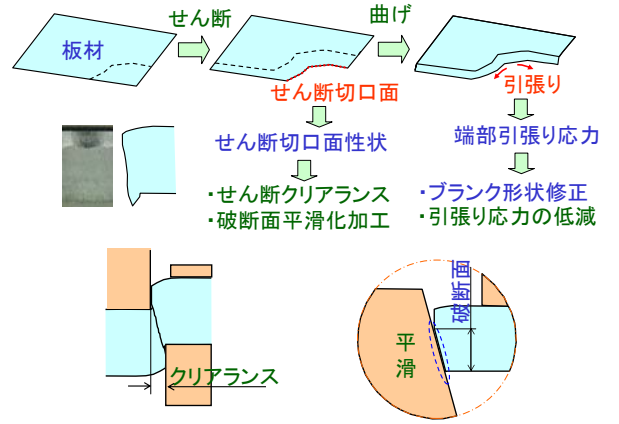 せん断
曲げ
板材
せん断切口面
引張り
せん断切口面性状
端部引張り応力
・せん断クリアランス
・破断面平滑化加工
・ブランク形状修正
・引張り応力の低減
クリアランス
破断面
平滑